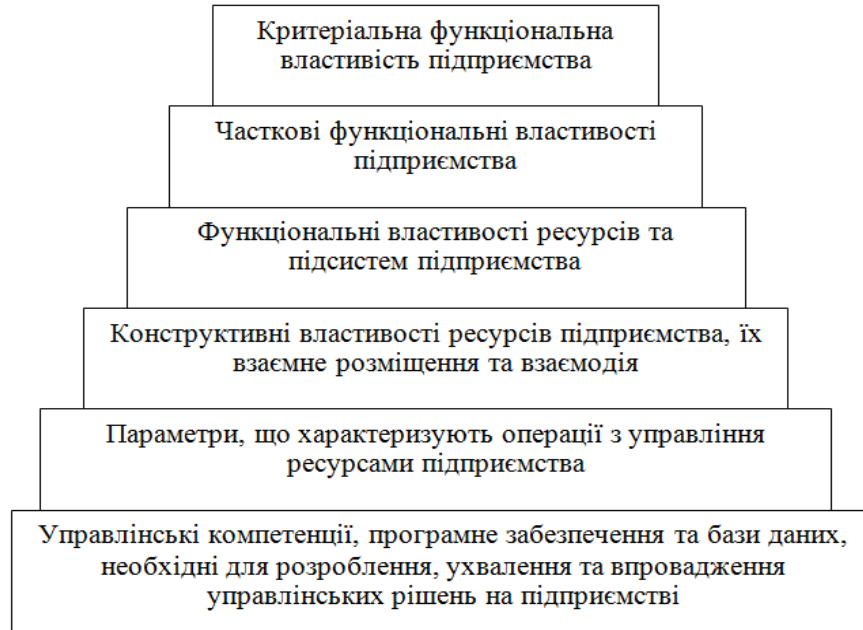 Критеріальна функціональна
властивість підприємства
Часткові функціональні властивості
підприємства
Функціональні властивості ресурсів та
підсистем підприємства
Конструктивні властивості ресурсів підприємства, їх
взаємне розміщення та взаємодія
Параметри, що характеризують операції з управління
ресурсами підприємства
Управлінські компетенції, програмне забезпечення та бази даних,
необхідні для розроблення, ухвалення та впровадження
управлінських рішень на підприємстві